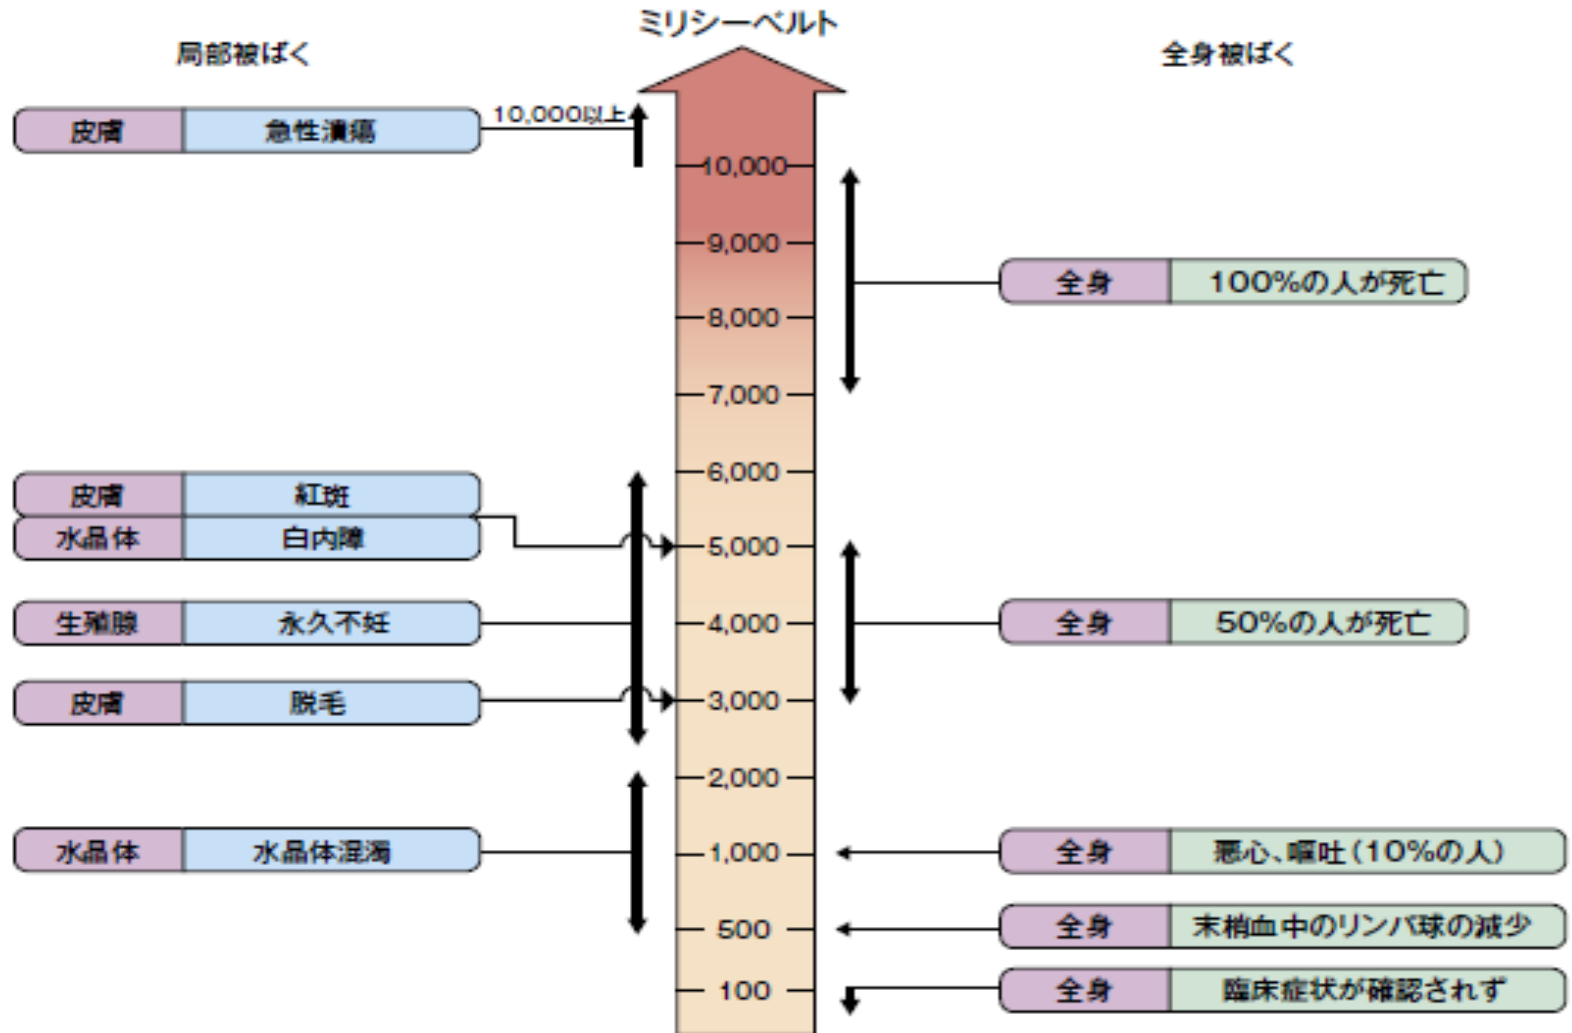 ミリシーベルト
局部被ばく
全身被ばく
皮膚 急性潰瘍 10,000以上
10,000
9,000
全身 100%の人が死亡
8,000
7,000
6,000
皮膚 紅斑
水晶体 白内障
5,000
生殖腺 永久不妊
4,000
全身 50%の人が死亡
皮膚 脱毛
3,000
2,000
水晶体 水晶体混濁
1,000
全身 悪心、嘔吐(10%の人)
500
全身 末梢血中のリンパ球の減少
100
全身 臨床症状が確認されず